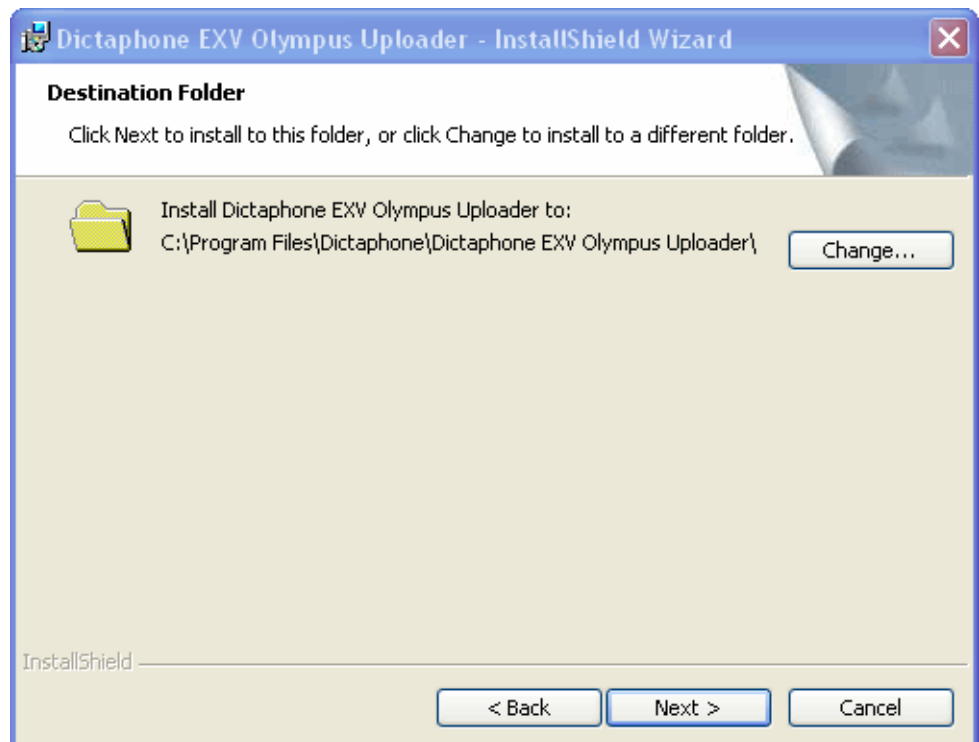 Dictaphone EXV Olympus Uploader - InstallShield Wizard
Destination Folder
Click Next to install to this folder, or click Change to install to a different folder.
Install Dictaphone EXV Olympus Uploader to:
C:\Program Files\Dictaphone\Dictaphone EXV Olympus Uploader\
Change...
InstallShield
< Back
Next >
Cancel